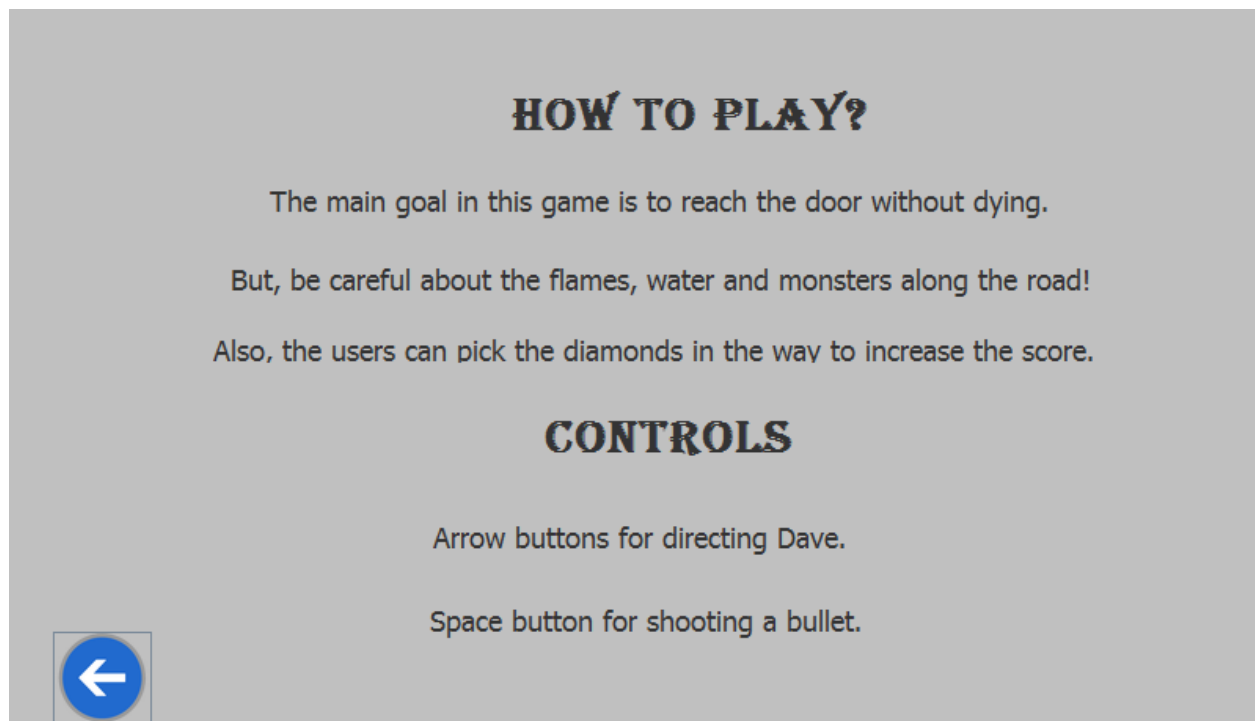 HOW TO PLAY?
The main goal in this game is to reach the door without dying.
But, be careful about the flames, water and monsters along the road!
Also, the users can pick the diamonds in the way to increase the score.
CONTROLS
Arrow buttons for directing Dave.
Space button for shooting a bullet.